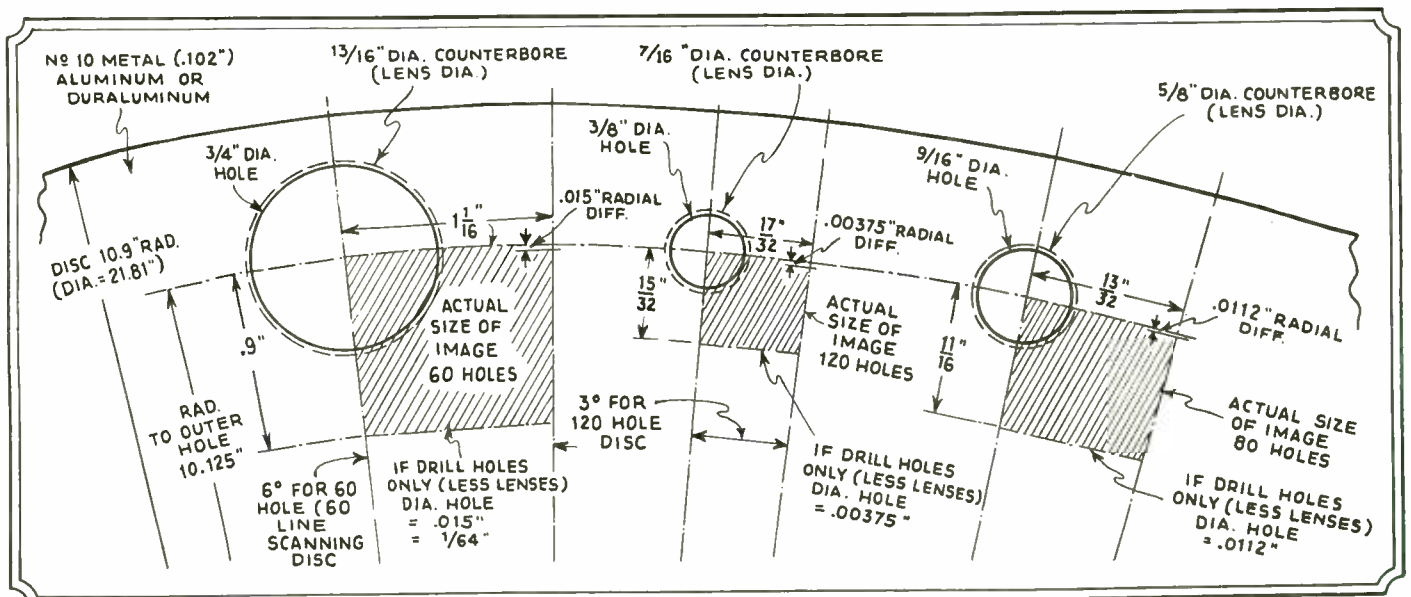 Nº 10 METAL (.102")
ALUMINUM OR
DURALUMINUM
13/16" DIA. COUNTERBORE
(LENS DIA.)
7/16" DIA. COUNTERBORE
(LENS DIA.)
5/8" DIA. COUNTERBORE
(LENS DIA.)
3/4" DIA.
HOLE
1 1/16"
.015" RADIAL
DIFF.
3/8" DIA.
HOLE
17/32"
.00375" RADIAL
DIFF.
9/16" DIA.
HOLE
13/32"
.0112" RADIAL
DIFF.
DISC 10.9" RAD.
(DIA.=21.81")
.9"
ACTUAL
SIZE OF
IMAGE
60 HOLES
15/32"
ACTUAL
SIZE OF
IMAGE
120 HOLES
11/16"
ACTUAL SIZE
OF IMAGE
80 HOLES
RAD.
TO OUTER
HOLE
10.125"
6° FOR 60
HOLE (60
LINE
SCANNING
DISC
IF DRILL HOLES
ONLY (LESS LENSES)
DIA. HOLE
= .015"
= 1/64"
3° FOR
120 HOLE
DISC
IF DRILL HOLES
ONLY (LESS LENSES)
DIA. HOLE
= .00375"
IF DRILL HOLES
ONLY (LESS LENSES)
DIA. HOLE
= .0112"